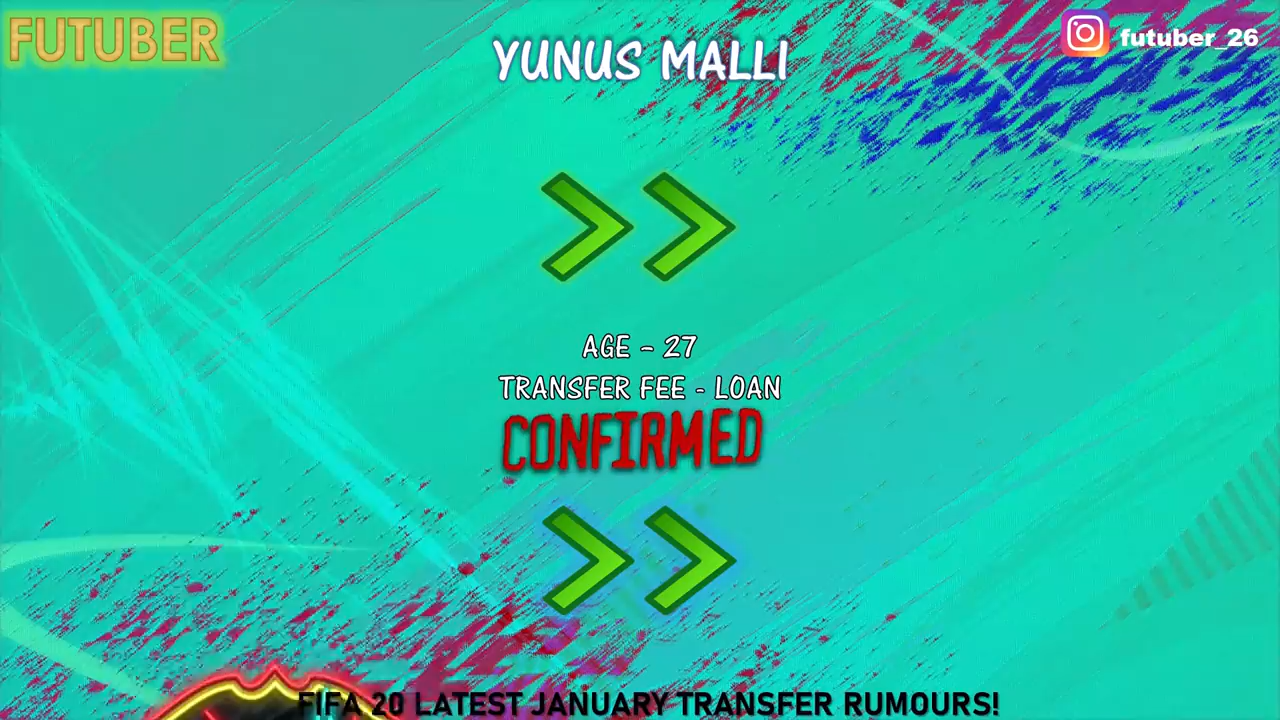 FUTUBER
futuber_26
YUNUS MALLI
AGE - 27
TRANSFER FEE - LOAN
CONFIRMED
FIFA 20 LATEST JANUARY TRANSFER RUMOURS!